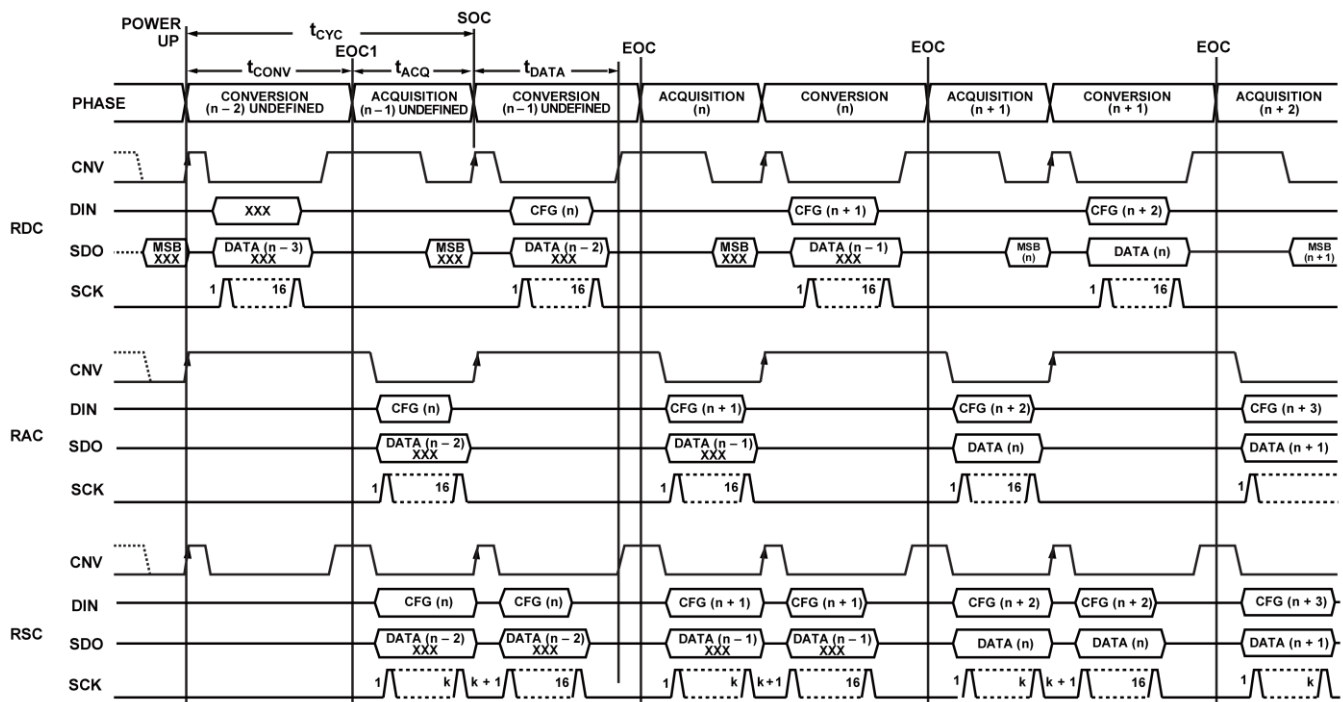 POWER UP
tCYC
SOC
EOC1
EOC
EOC
EOC
tCONV
tACQ
tDATA
PHASE
CONVERSION (n – 2) UNDEFINED
ACQUISITION (n – 1) UNDEFINED
CONVERSION (n – 1) UNDEFINED
ACQUISITION (n)
CONVERSION (n)
ACQUISITION (n + 1)
CONVERSION (n + 1)
ACQUISITION (n + 2)
RDC
CNV
DIN
XXX
CFG (n)
CFG (n + 1)
CFG (n + 2)
SDO
MSB XXX
DATA (n – 3) XXX
MSB XXX
DATA (n – 2) XXX
MSB XXX
DATA (n – 1) XXX
MSB (n)
DATA (n)
MSB (n + 1)
SCK
1 16
1 16
1 16
1 16
RAC
CNV
DIN
CFG (n)
CFG (n + 1)
CFG (n + 2)
CFG (n + 3)
SDO
DATA (n – 2) XXX
DATA (n – 1) XXX
DATA (n)
DATA (n + 1)
SCK
1 16
1 16
1 16
1
RSC
CNV
DIN
CFG (n)
CFG (n)
CFG (n + 1)
CFG (n + 1)
CFG (n + 2)
CFG (n + 2)
CFG (n + 3)
SDO
DATA (n – 2) XXX
DATA (n – 2) XXX
DATA (n – 1) XXX
DATA (n – 1) XXX
DATA (n)
DATA (n)
DATA (n + 1)
SCK
1 k k + 1 16
1 k k+1 16
1 k k + 1 16
1 k